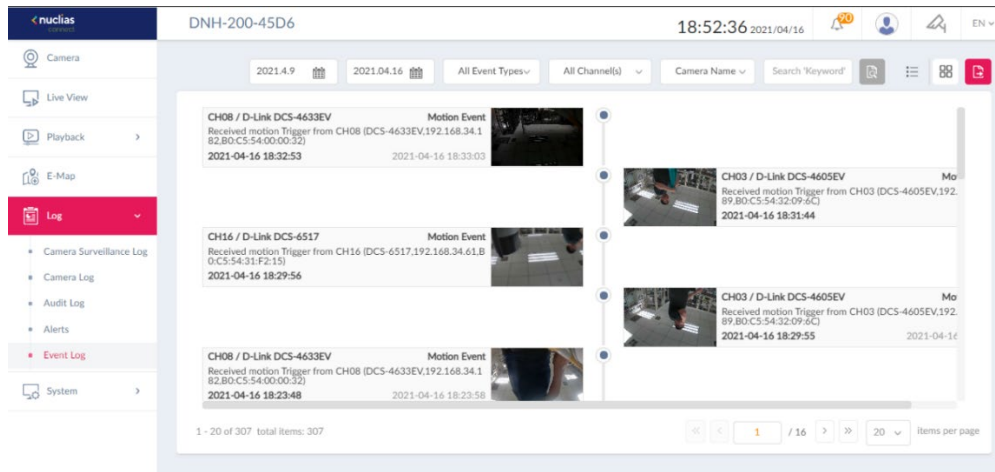 nuclias
connect
DNH-200-45D6
18:52:36 2021/04/16
90
EN
Camera
Live View
Playback
E-Map
Log
Camera Surveillance Log
Camera Log
Audit Log
Alerts
Event Log
System
2021.4.9
2021.04.16
All Event Types
All Channel(s)
Camera Name
Search 'Keyword'
CH08 / D-Link DCS-4633EV Motion Event
Received motion Trigger from CH08 (DCS-4633EV,192.168.34.1
82,B0:C5:54:00:00:32)
2021-04-16 18:32:53 2021-04-16 18:33:03
CH03 / D-Link DCS-4605EV Mo
Received motion Trigger from CH03 (DCS-4605EV,192.
89,B0:C5:54:32:09:6C)
2021-04-16 18:31:44
CH16 / D-Link DCS-6517 Motion Event
Received motion Trigger from CH16 (DCS-6517,192.168.34.61,B
0:C5:54:31:F2:15)
2021-04-16 18:29:56
CH03 / D-Link DCS-4605EV Mo
Received motion Trigger from CH03 (DCS-4605EV,192.
89,B0:C5:54:32:09:6C)
2021-04-16 18:29:55 2021-04-16
CH08 / D-Link DCS-4633EV Motion Event
Received motion Trigger from CH08 (DCS-4633EV,192.168.34.1
82,B0:C5:54:00:00:32)
2021-04-16 18:23:48 2021-04-16 18:23:58
1 - 20 of 307 total items: 307
1 / 16 20 items per page